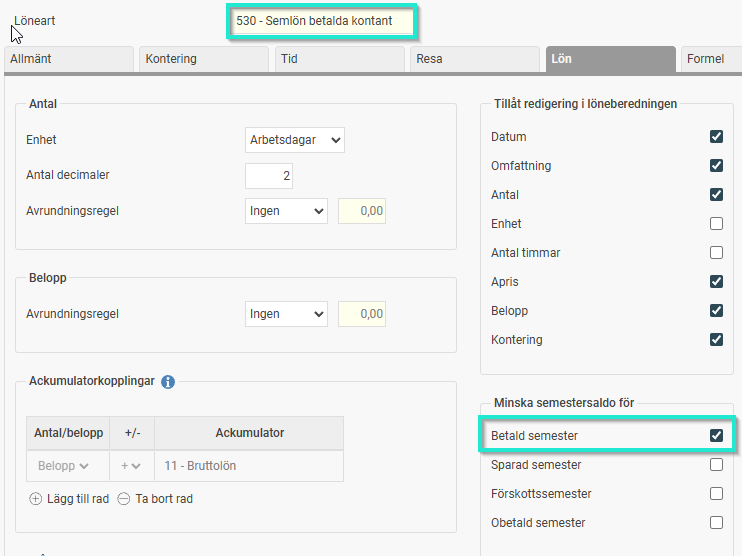 Löneart 530 - Semlön betalda kontant
Allmänt Kontering Tid Resa Lön Formel
Antal
Enhet Arbetsdagar
Antal decimaler 2
Avrundningsregel Ingen 0,00
Belopp
Avrundningsregel Ingen 0,00
Ackumulatorkopplingar
Antal/belopp +/- Ackumulator
Belopp + 11 - Bruttolön
Lägg till rad Ta bort rad
Tillåt redigering i löneberedningen
Datum
Omfattning
Antal
Enhet
Antal timmar
Apris
Belopp
Kontering
Minska semestersaldo för
Betald semester
Sparad semester
Förskottssemester
Obetald semester